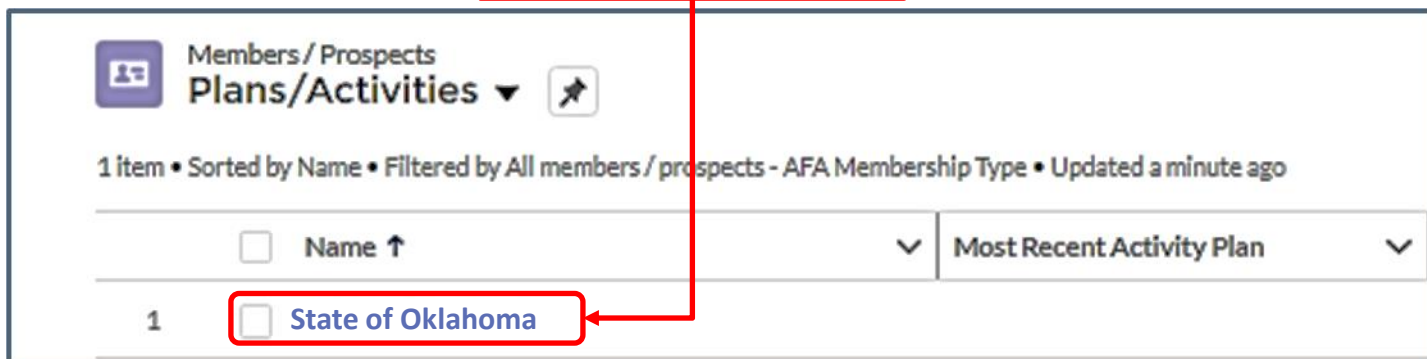 Members / Prospects
Plans/Activities
1 item • Sorted by Name • Filtered by All members / prospects - AFA Membership Type • Updated a minute ago
Name ↑ Most Recent Activity Plan
1 State of Oklahoma